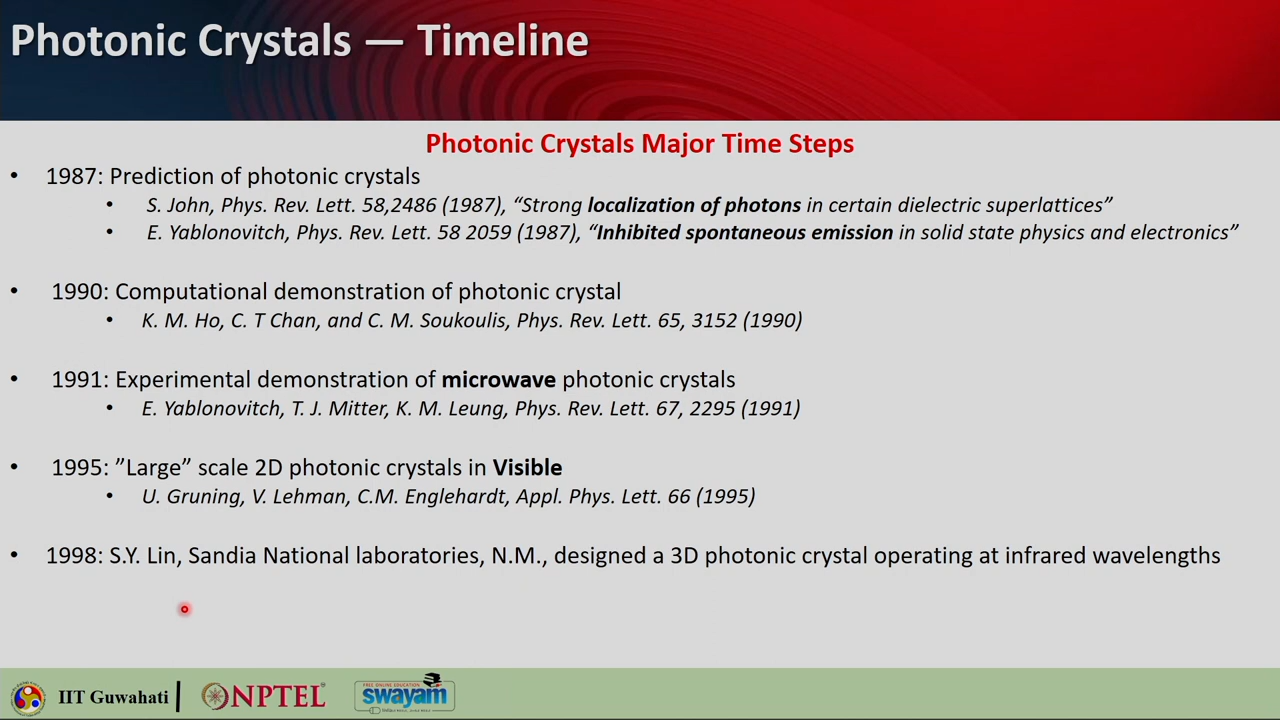 Photonic Crystals — Timeline
Photonic Crystals Major Time Steps
• 1987: Prediction of photonic crystals
• S. John, Phys. Rev. Lett. 58,2486 (1987), “Strong localization of photons in certain dielectric superlattices”
• E. Yablonovitch, Phys. Rev. Lett. 58 2059 (1987), “Inhibited spontaneous emission in solid state physics and electronics”
• 1990: Computational demonstration of photonic crystal
• K. M. Ho, C. T Chan, and C. M. Soukoulis, Phys. Rev. Lett. 65, 3152 (1990)
• 1991: Experimental demonstration of microwave photonic crystals
• E. Yablonovitch, T. J. Mitter, K. M. Leung, Phys. Rev. Lett. 67, 2295 (1991)
• 1995: ”Large” scale 2D photonic crystals in Visible
• U. Gruning, V. Lehman, C.M. Englehardt, Appl. Phys. Lett. 66 (1995)
• 1998: S.Y. Lin, Sandia National laboratories, N.M., designed a 3D photonic crystal operating at infrared wavelengths
IIT Guwahati
NPTEL
FREE ONLINE EDUCATION
swayam